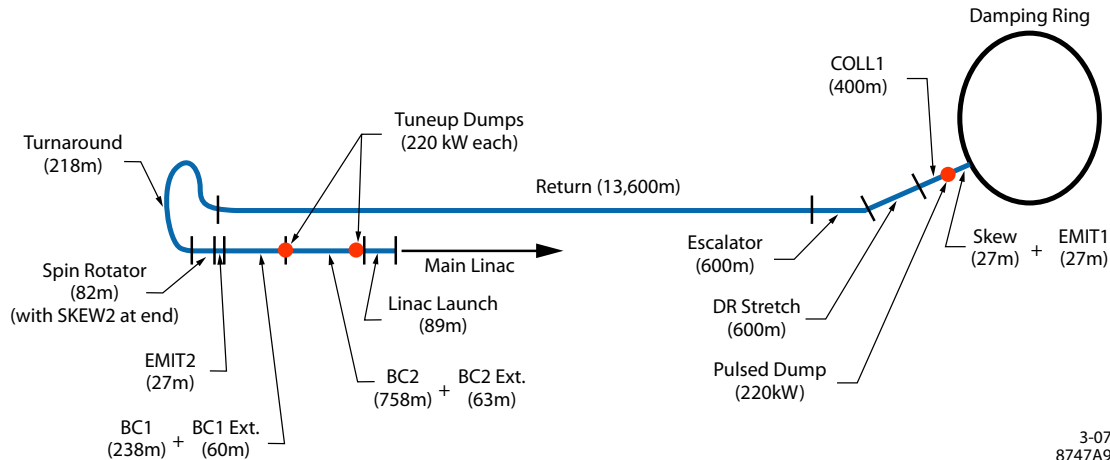 Damping Ring
COLL1
(400m)
Tuneup Dumps
(220 kW each)
Turnaround
(218m)
Return (13,600m)
Escalator
(600m)
Skew + EMIT1
(27m) (27m)
Main Linac
Spin Rotator
(82m)
(with SKEW2 at end)
Linac Launch
(89m)
DR Stretch
(600m)
EMIT2
(27m)
BC2 + BC2 Ext.
(758m) (63m)
Pulsed Dump
(220kW)
BC1 + BC1 Ext.
(238m) (60m)
3-07
8747A9